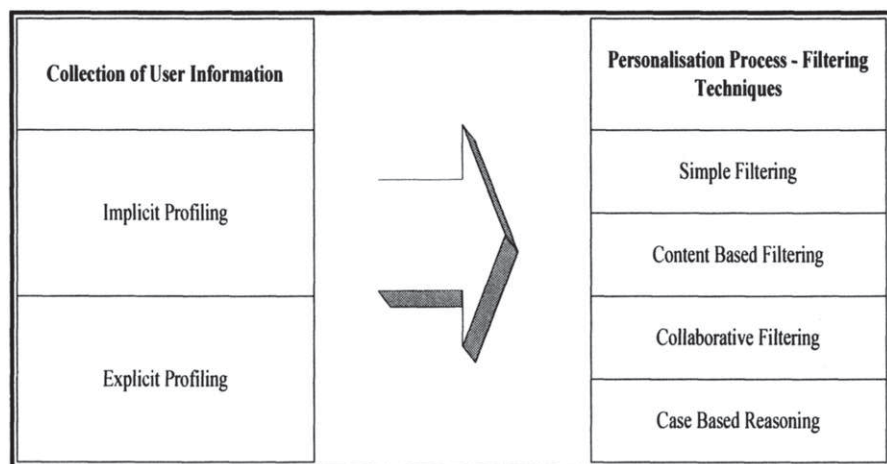 Collection of User Information
Implicit Profiling
Explicit Profiling
Personalisation Process - Filtering
Techniques
Simple Filtering
Content Based Filtering
Collaborative Filtering
Case Based Reasoning